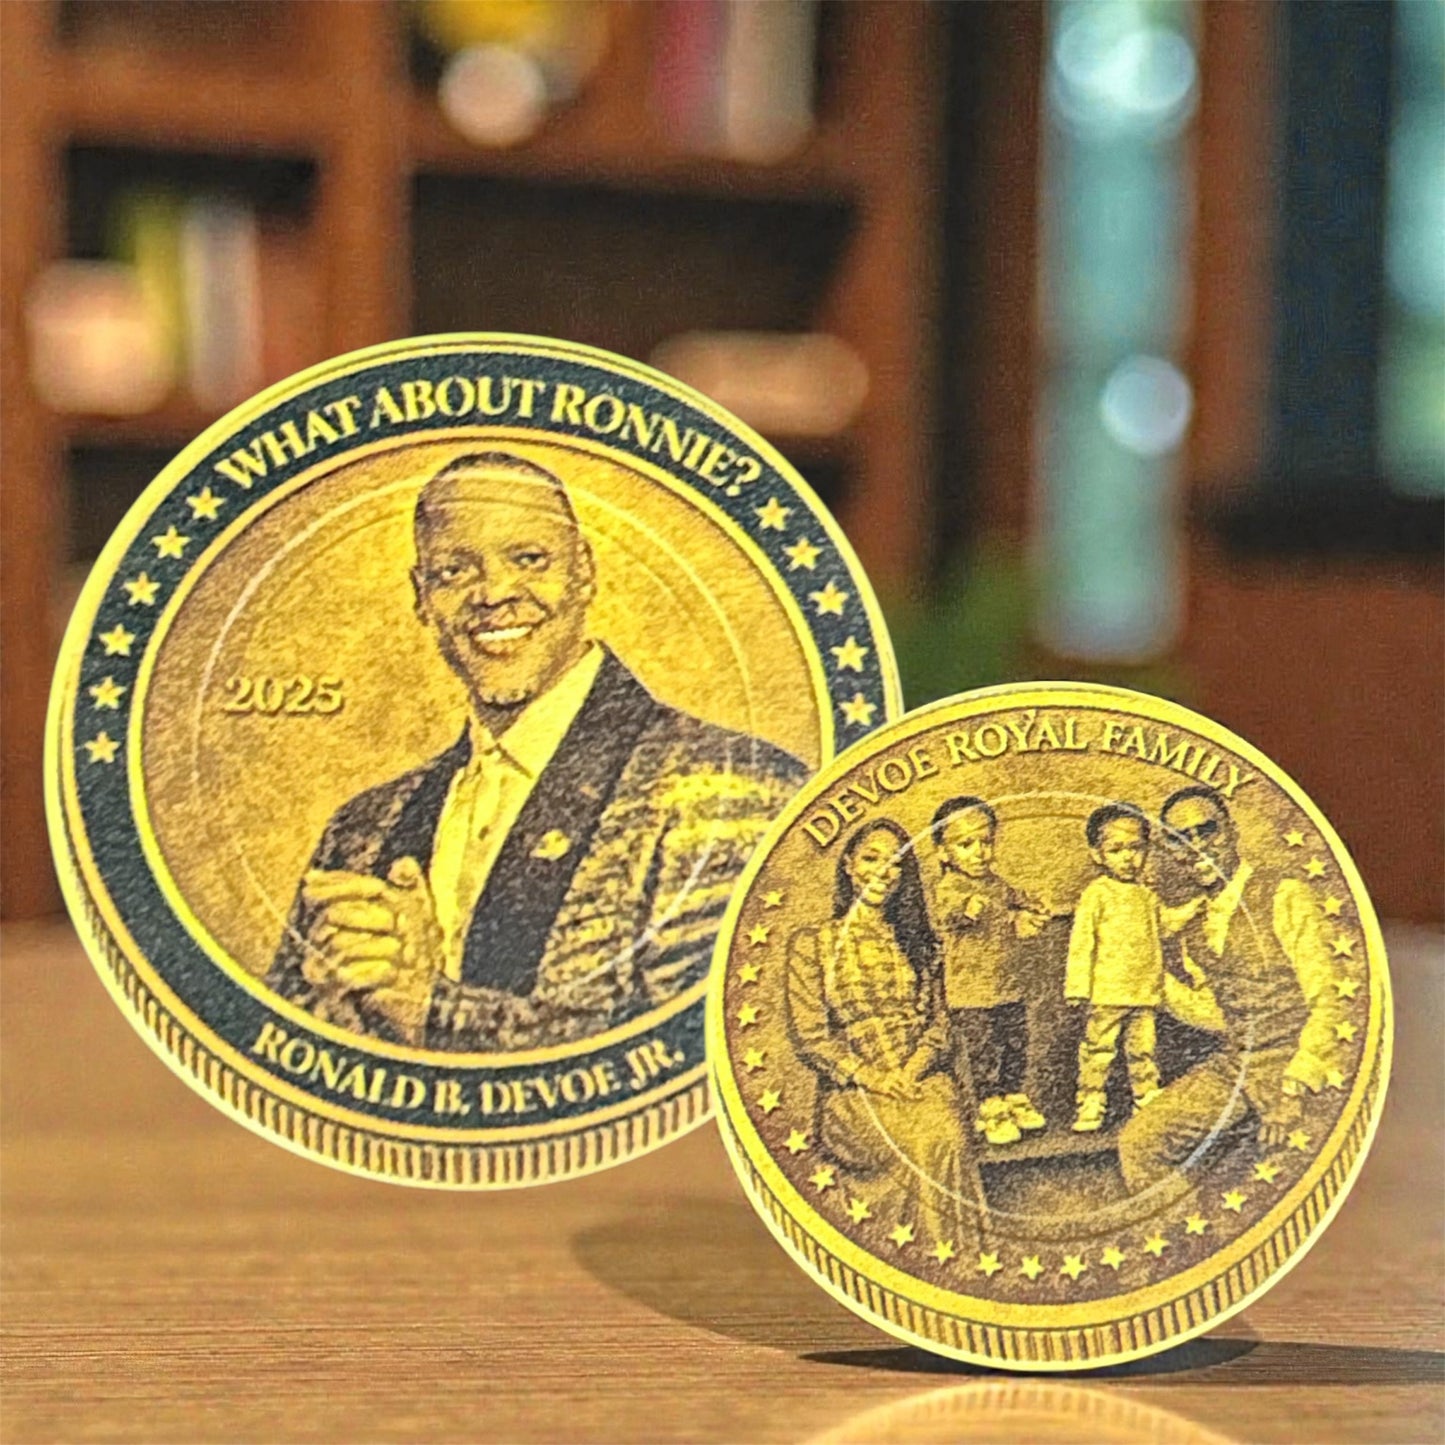 WHAT ABOUT RONNIE?
2025
RONALD B. DEVOE JR.
DEVOE ROYAL FAMILY